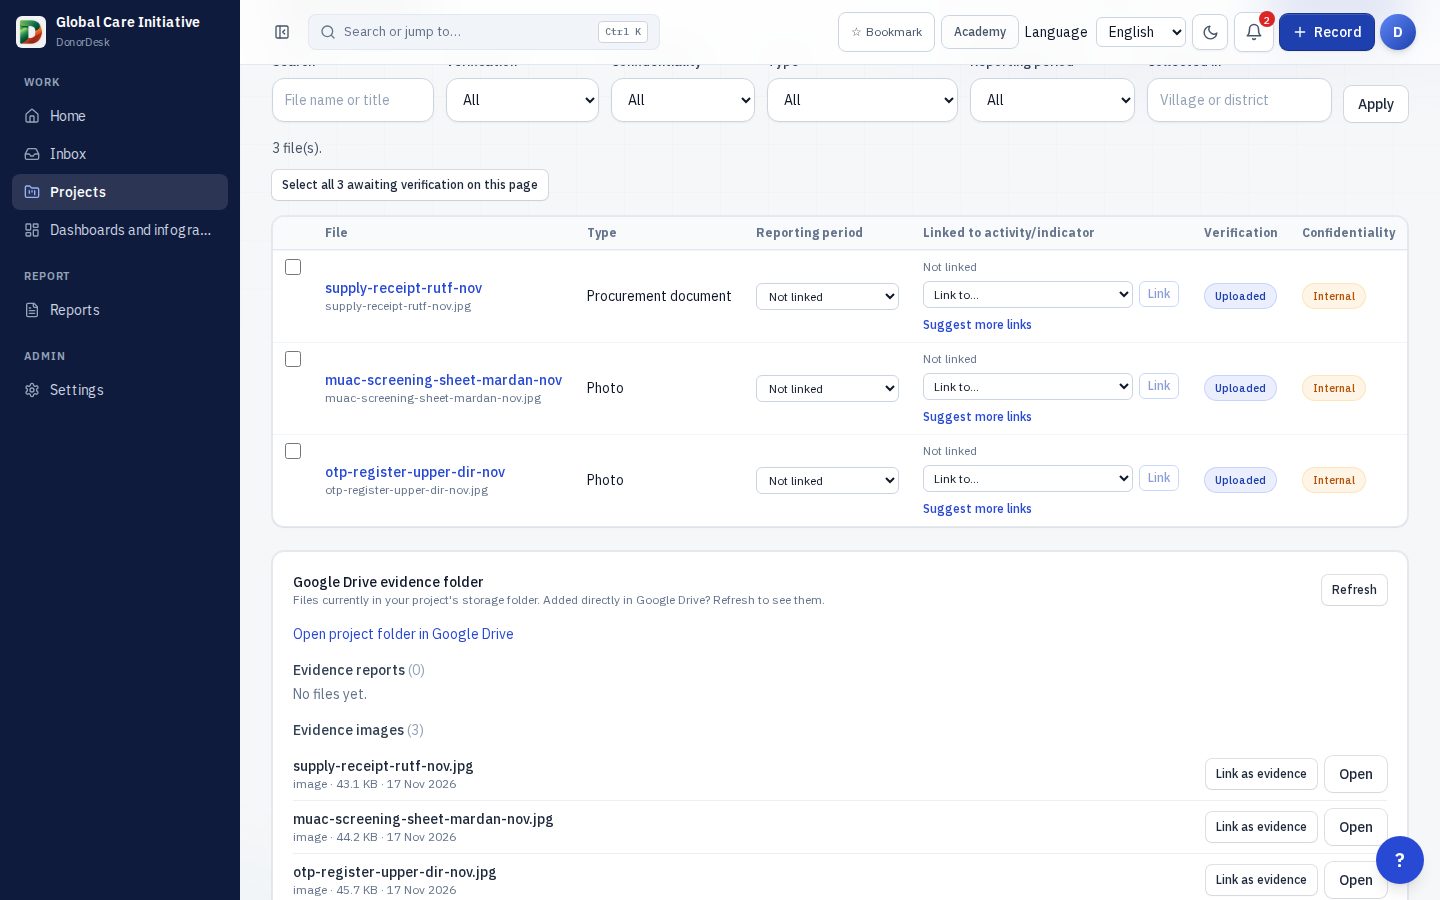 Global Care Initiative
DonorDesk
WORK
Home
Inbox
Projects
Dashboards and infogra...
REPORT
Reports
ADMIN
Settings
Search or jump to...
Ctrl K
☆ Bookmark
Academy
Language
English
2
+ Record
D
File name or title
All
All
All
All
Village or district
Apply
3 file(s).
Select all 3 awaiting verification on this page
File
Type
Reporting period
Linked to activity/indicator
Verification
Confidentiality
supply-receipt-rutf-nov
supply-receipt-rutf-nov.jpg
Procurement document
Not linked
Not linked
Link to...
Link
Suggest more links
Uploaded
Internal
muac-screening-sheet-mardan-nov
muac-screening-sheet-mardan-nov.jpg
Photo
Not linked
Not linked
Link to...
Link
Suggest more links
Uploaded
Internal
otp-register-upper-dir-nov
otp-register-upper-dir-nov.jpg
Photo
Not linked
Not linked
Link to...
Link
Suggest more links
Uploaded
Internal
Google Drive evidence folder
Files currently in your project's storage folder. Added directly in Google Drive? Refresh to see them.
Refresh
Open project folder in Google Drive
Evidence reports (0)
No files yet.
Evidence images (3)
supply-receipt-rutf-nov.jpg
image · 43.1 KB · 17 Nov 2026
Link as evidence
Open
muac-screening-sheet-mardan-nov.jpg
image · 44.2 KB · 17 Nov 2026
Link as evidence
Open
otp-register-upper-dir-nov.jpg
image · 45.7 KB · 17 Nov 2026
Link as evidence
Open
?